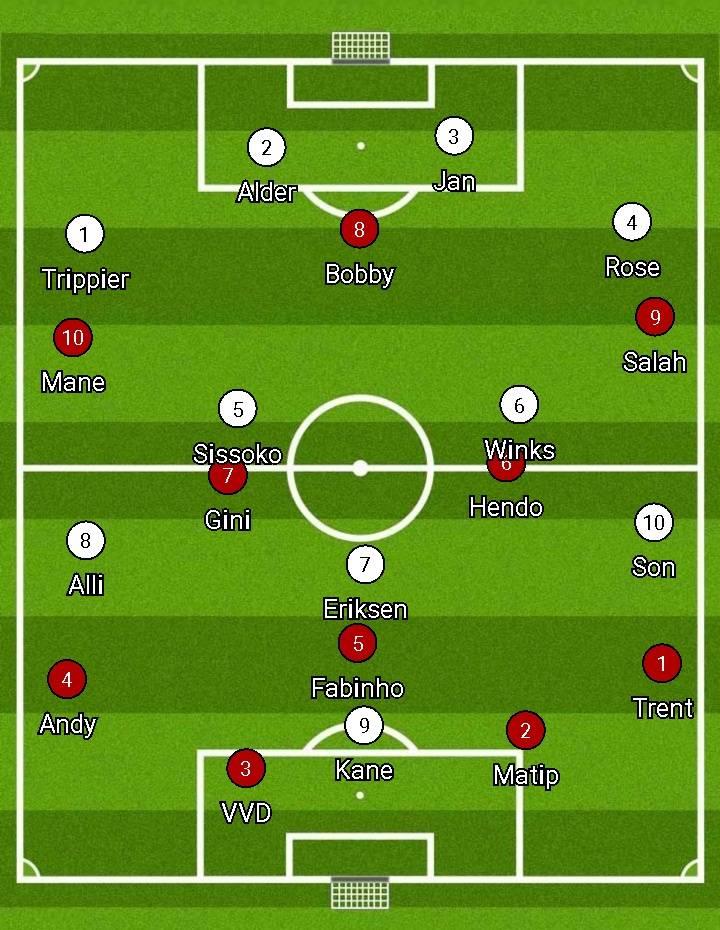 3
2
Jan
Alder
4
8
1
Rose
Bobby
Trippier
9
10
Salah
Mane
6
5
Winks
Sissoko
6
7
Hendo
Gini
10
8
Son
7
Alli
Eriksen
5
1
4
Fabinho
Trent
Andy
9
2
Kane
Matip
3
VVD